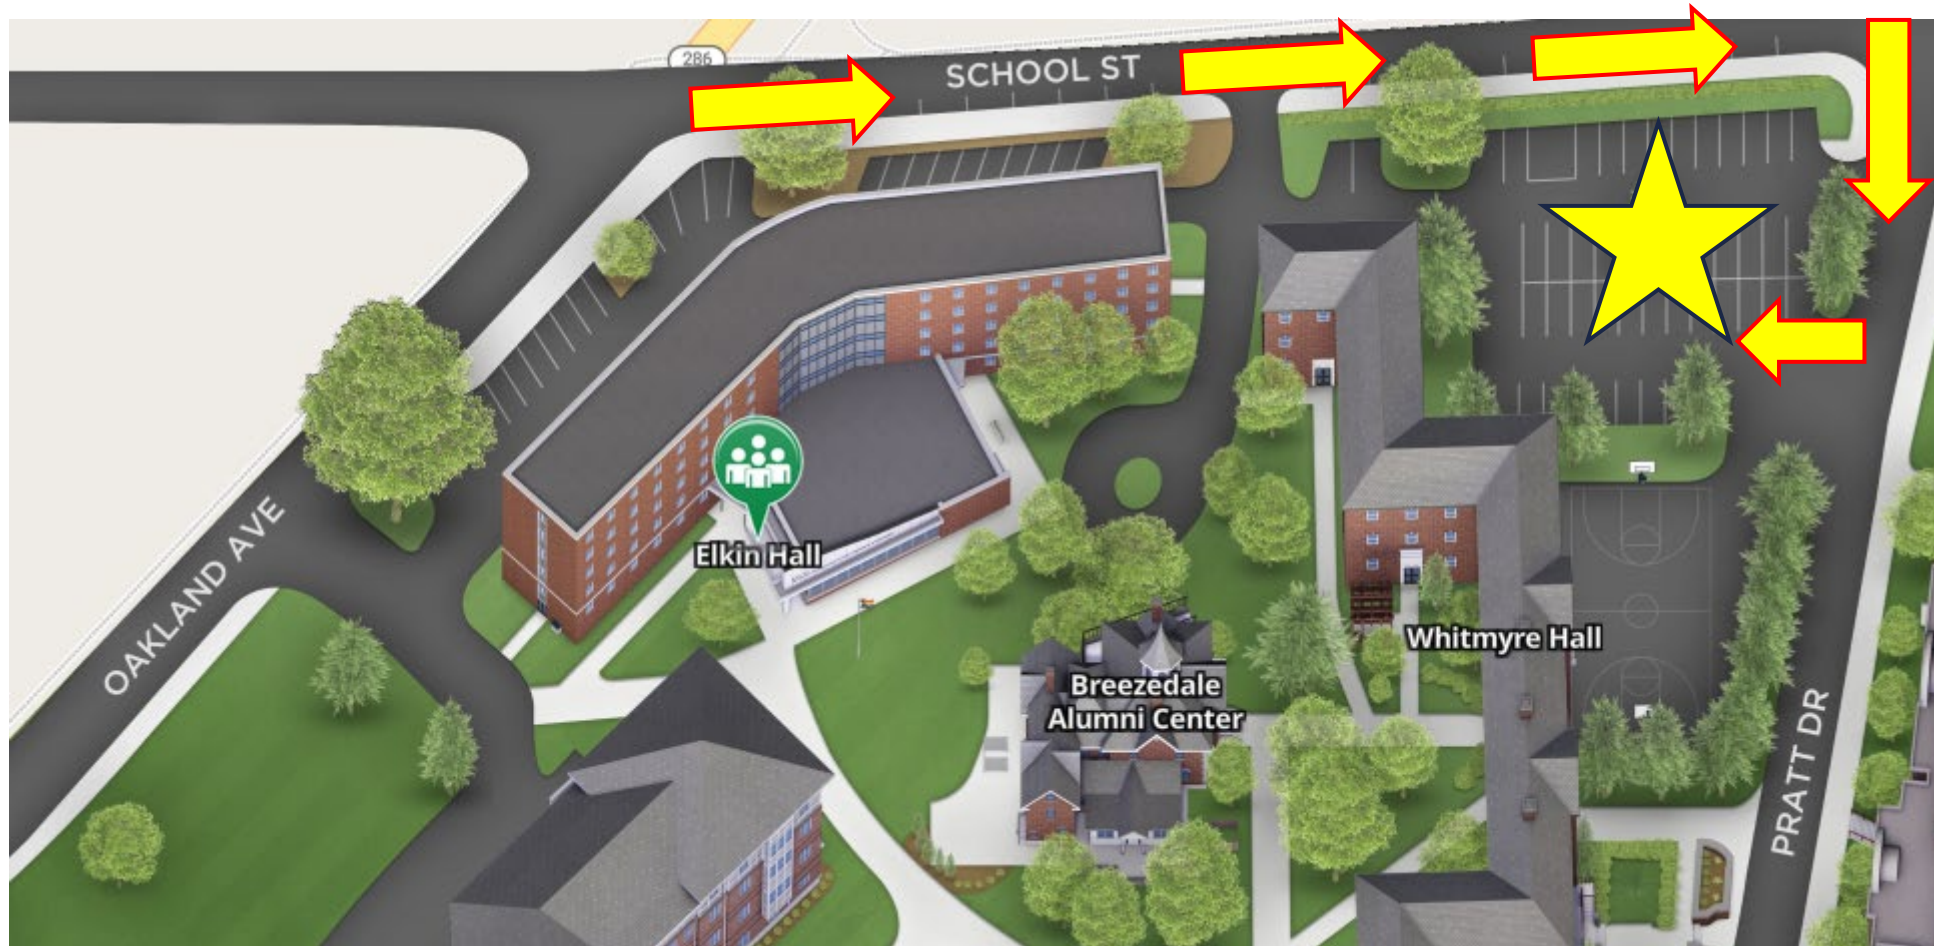 286
SCHOOL ST
OAKLAND AVE
Elkin Hall
Whitmyre Hall
Breezedale
Alumni Center
PRATT DR